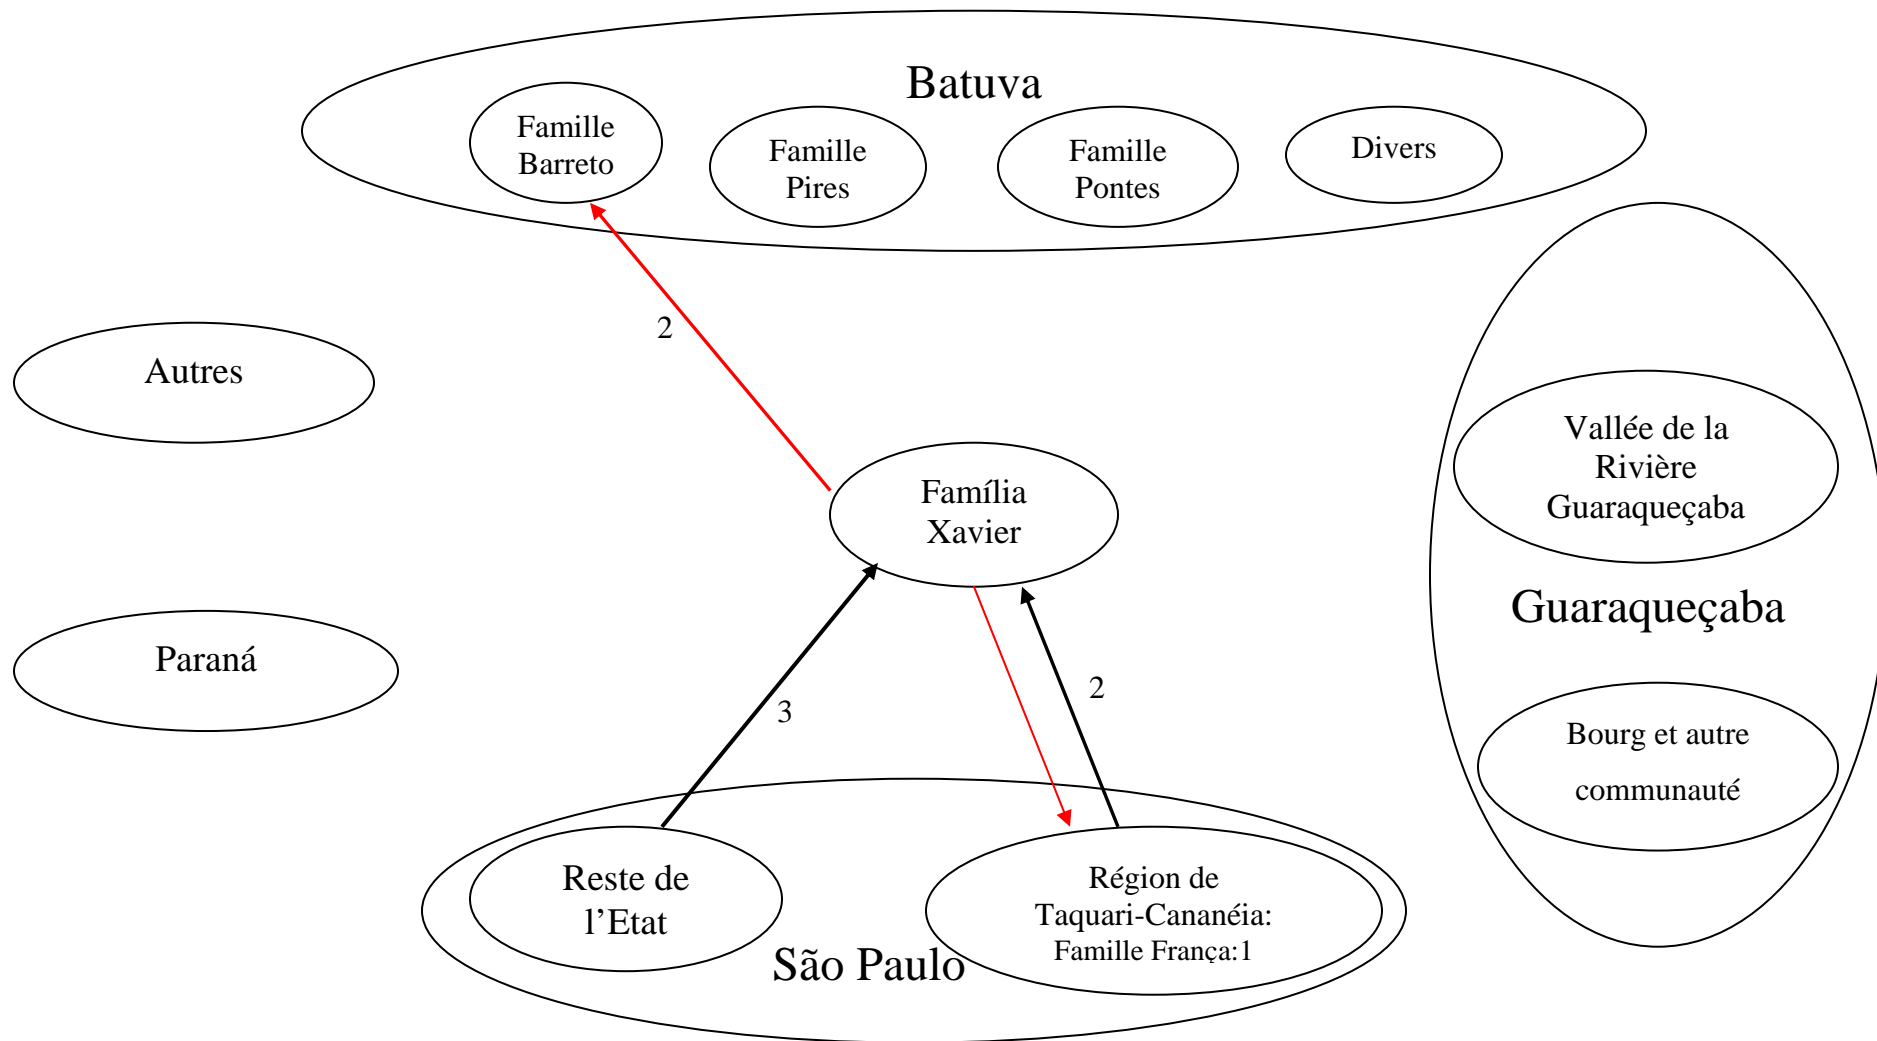 Batuva
Famille
Barreto
Famille
Pires
Famille
Pontes
Divers
2
Autres
Família
Xavier
Vallée de la
Rivière
Guaraqueçaba
Guaraqueçaba
Paraná
3
2
Bourg et autre
communauté
Reste de
l’Etat
Région de
Taquari-Cananéia:
Famille França:1
São Paulo